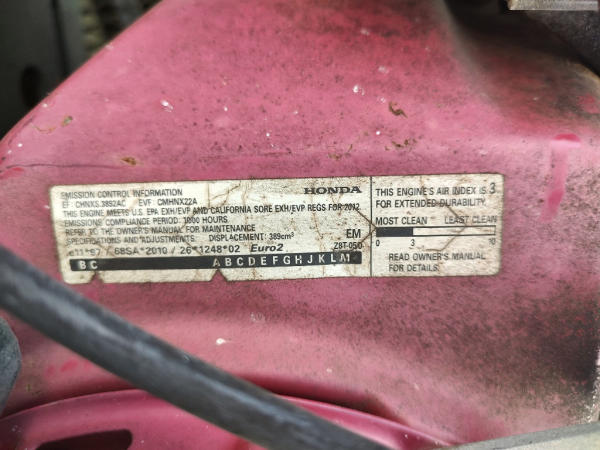 EMISSION CONTROL INFORMATION HONDA
EF: CHNXS.3892AC EVF: CMHNX22A
THIS ENGINE MEETS U.S. EPA EXH/EVP AND CALIFORNIA SORE EXH/EVP REGS FOR 2012.
EMISSIONS COMPLIANCE PERIOD: 1000 HOURS
REFER TO THE OWNER'S MANUAL FOR MAINTENANCE
SPECIFICATIONS AND ADJUSTMENTS. DISPLACEMENT: 389cm³ EM
e11*97 / 68SA*2010 / 26*1248*02 Euro2 Z8T-050
B C A B C D E F G H J K L M
THIS ENGINE'S AIR INDEX IS 3
FOR EXTENDED DURABILITY.
MOST CLEAN LEAST CLEAN
0 3 10
READ OWNER'S MANUAL
FOR DETAILS.